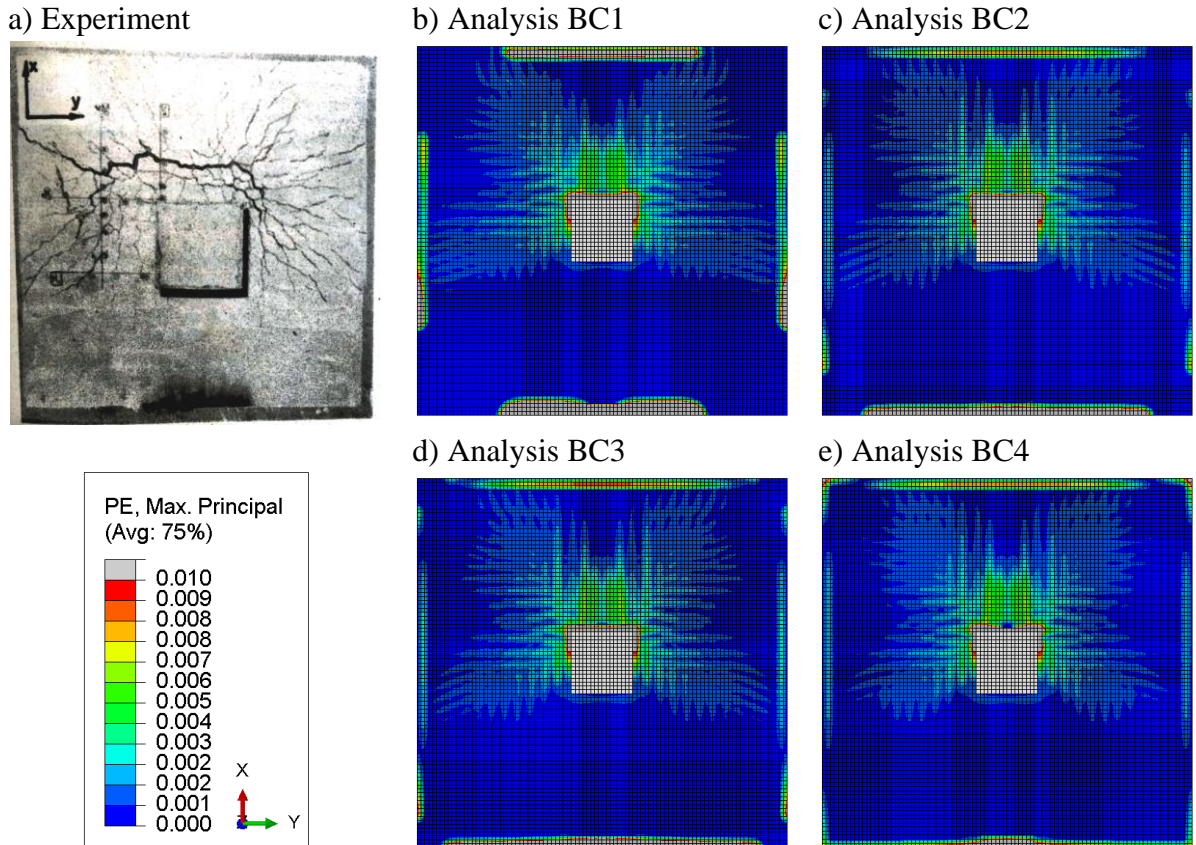 a) Experiment
b) Analysis BC1
c) Analysis BC2
x
y
d) Analysis BC3
e) Analysis BC4
PE, Max. Principal
(Avg: 75%)
0.010
0.009
0.008
0.008
0.007
0.006
0.005
0.004
0.003
0.002
0.002
0.001
0.000
X
Y